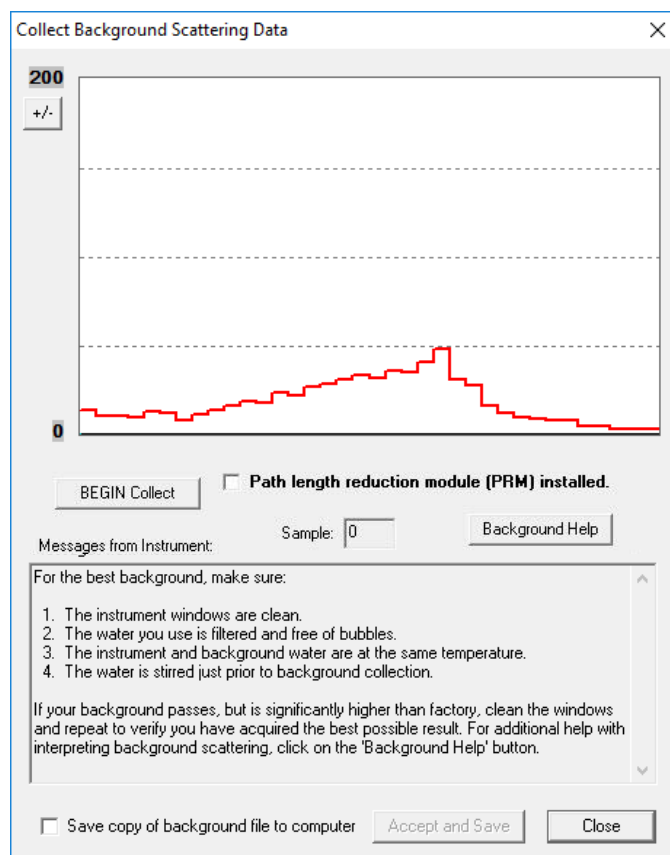 Collect Background Scattering Data
200
+/-
0
BEGIN Collect
Path length reduction module (PRM) installed.
Sample: 0
Background Help
Messages from Instrument:
For the best background, make sure:
1. The instrument windows are clean.
2. The water you use is filtered and free of bubbles.
3. The instrument and background water are at the same temperature.
4. The water is stirred just prior to background collection.
If your background passes, but is significantly higher than factory, clean the windows
and repeat to verify you have acquired the best possible result. For additional help with
interpreting background scattering, click on the 'Background Help' button.
Save copy of background file to computer
Accept and Save
Close